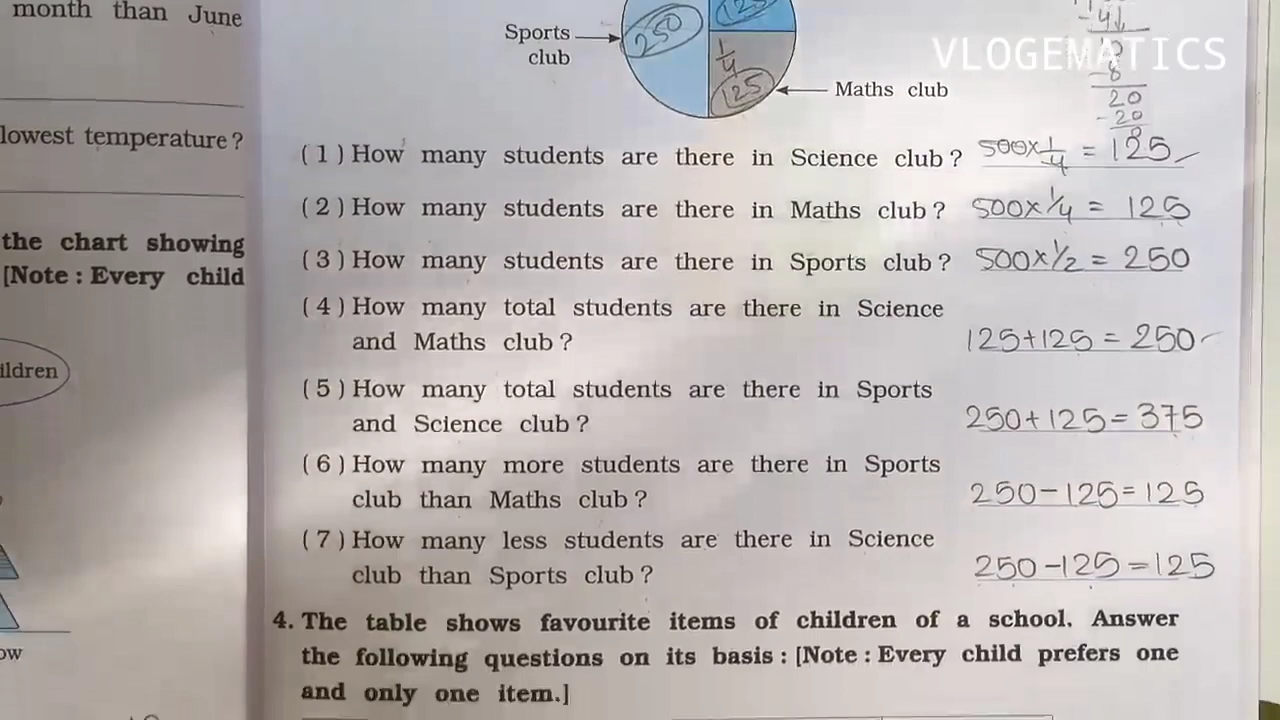 month than June
lowest temperature?
the chart showing
[Note : Every child
ildren
ow
Sports
club
250
125
1/4
125
Maths club
VLOGEMATICS
-4↓
-8
20
-20
0
(1) How many students are there in Science club? 500×1/4 = 125
(2) How many students are there in Maths club? 500×1/4 = 125
(3) How many students are there in Sports club? 500×1/2 = 250
(4) How many total students are there in Science
and Maths club? 125+125 = 250
(5) How many total students are there in Sports
and Science club? 250+125 = 375
(6) How many more students are there in Sports
club than Maths club? 250-125=125
(7) How many less students are there in Science
club than Sports club? 250-125=125
4. The table shows favourite items of children of a school. Answer
the following questions on its basis : [Note : Every child prefers one
and only one item.]